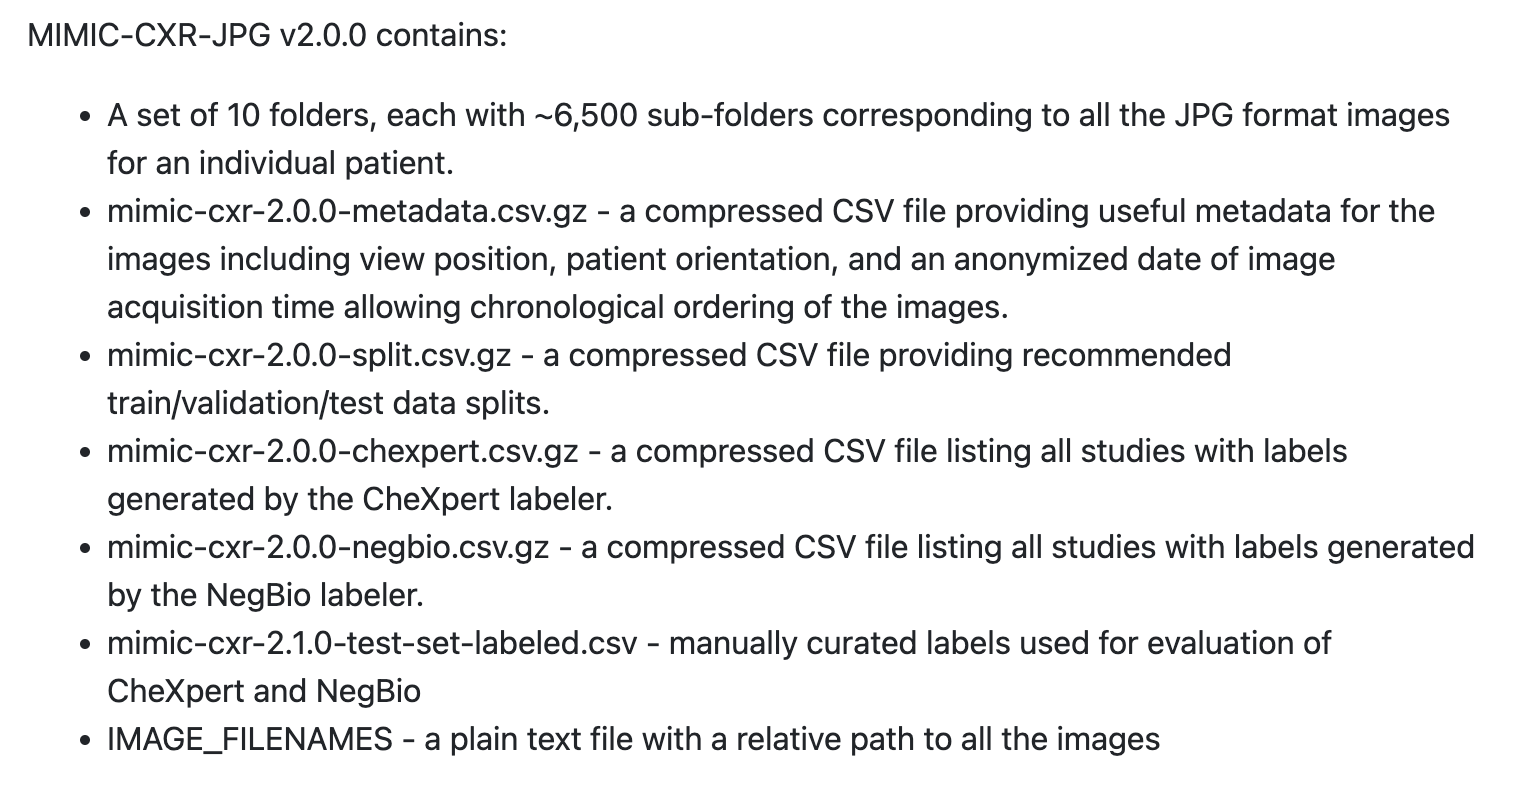 MIMIC-CXR-JPG v2.0.0 contains:
• A set of 10 folders, each with ~6,500 sub-folders corresponding to all the JPG format images
for an individual patient.
• mimic-cxr-2.0.0-metadata.csv.gz - a compressed CSV file providing useful metadata for the
images including view position, patient orientation, and an anonymized date of image
acquisition time allowing chronological ordering of the images.
• mimic-cxr-2.0.0-split.csv.gz - a compressed CSV file providing recommended
train/validation/test data splits.
• mimic-cxr-2.0.0-chexpert.csv.gz - a compressed CSV file listing all studies with labels
generated by the CheXpert labeler.
• mimic-cxr-2.0.0-negbio.csv.gz - a compressed CSV file listing all studies with labels generated
by the NegBio labeler.
• mimic-cxr-2.1.0-test-set-labeled.csv - manually curated labels used for evaluation of
CheXpert and NegBio
• IMAGE_FILENAMES - a plain text file with a relative path to all the images